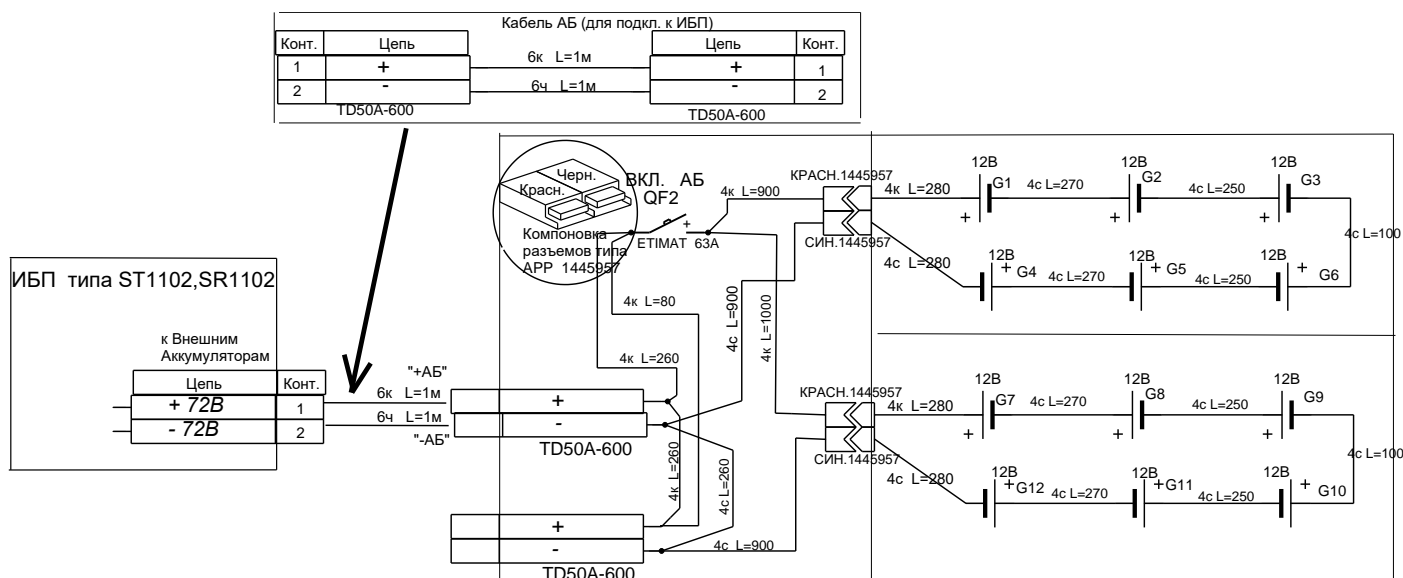 Кабель АБ (для подкл. к ИБП)
Конт. Цепь Цепь
1 + 6к L=1м + 1
2 - 6ч L=1м - 2
TD50A-600 TD50A-600
Черн.
Красн.
Компоновка
разъемов типа
APP 1445957
ВКЛ. АБ
QF2
+
ETIMAT 63A
4к L=900
КРАСН.1445957
СИН.1445957
4к L=280
12В G1 +
4с L=270
12В G2 +
4с L=250
12В G3 +
4с L=100
4с L=280
12В + G4
4с L=270
12В + G5
4с L=250
12В + G6
ИБП типа ST1102,SR1102
к Внешним
Аккумуляторам
Цепь Конт.
+ 72В 1
- 72В 2
"+АБ"
6к L=1м
6ч L=1м
"-АБ"
+
-
TD50A-600
4к L=80
4к L=260
4с L=900
4к L=1000
4к L=260
4с L=260
+
-
TD50A-600
4с L=900
КРАСН.1445957
СИН.1445957
4к L=280
12В G7 +
4с L=270
12В G8 +
4с L=250
12В G9 +
4с L=100
4с L=280
12В + G12
4с L=270
12В + G11
4с L=250
12В + G10